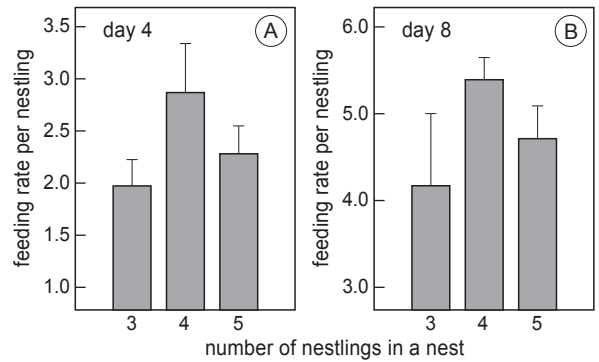 day 4
A
feeding rate per nestling
3.5
3.0
2.5
2.0
1.5
1.0
3 4 5
day 8
B
feeding rate per nestling
6.0
5.0
4.0
3.0
3 4 5
number of nestlings in a nest